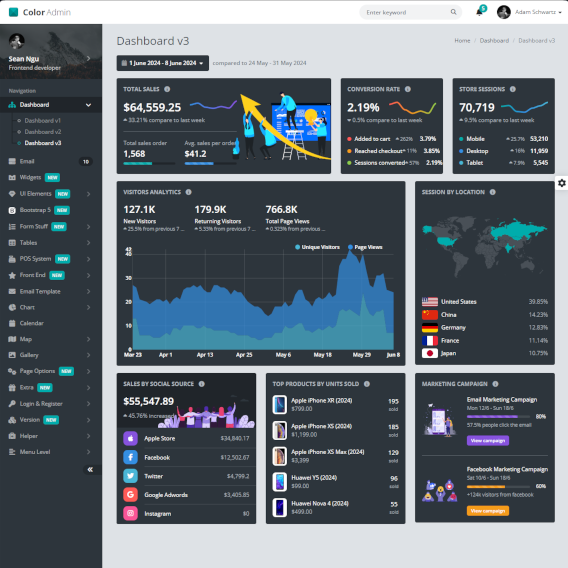 Color Admin
Enter keyword
5
Adam Schwartz
Sean Ngu
Frontend developer
Navigation
Dashboard
Dashboard v1
Dashboard v2
Dashboard v3
Email
10
Widgets NEW
UI Elements NEW
Bootstrap 5 NEW
Form Stuff NEW
Tables
POS System NEW
Front End NEW
Email Template
Chart
Calendar
Map
Gallery
Page Options NEW
Extra NEW
Login & Register
Version NEW
Helper
Menu Level
Dashboard v3
Home / Dashboard / Dashboard v3
1 June 2024 - 8 June 2024
compared to 24 May - 31 May 2024
TOTAL SALES
$64,559.25
33.21% compare to last week
Total sales order
1,568
Avg. sales per order
$41.2
CONVERSION RATE
2.19%
0.5% compare to last week
Added to cart 262% 3.79%
Reached checkout 11% 3.85%
Sessions converted 57% 2.19%
STORE SESSIONS
70,719
9.5% compare to last week
Mobile 25.7% 53,210
Desktop 16% 11,959
Tablet 7.9% 5,545
VISITORS ANALYTICS
127.1K
New Visitors
25.5% from previous 7 ...
179.9K
Returning Visitors
5.33% from previous 7 ...
766.8K
Total Page Views
0.323% from previous 7 ...
Unique Visitors
Page Views
42
40
30
20
10
0
Mar 23
Apr 1
Apr 13
Apr 25
May 6
May 18
May 29
Jun 8
SESSION BY LOCATION
United States 39.85%
China 14.23%
Germany 12.83%
France 11.14%
Japan 10.75%
SALES BY SOCIAL SOURCE
$55,547.89
45.76% increased
Apple Store $34,840.17
Facebook $12,502.67
Twitter $4,799.2
Google Adwords $3,405.85
Instagram $0
TOP PRODUCTS BY UNITS SOLD
Apple iPhone XR (2024)
$799.00
195
sold
Apple iPhone XS (2024)
$1,199.00
185
sold
Apple iPhone XS Max (2024)
$3,399
129
sold
Huawei Y5 (2024)
$99.00
96
sold
Huawei Nova 4 (2024)
$499.00
55
sold
MARKETING CAMPAIGN
Email Marketing Campaign
Mon 12/6 - Sun 18/6
80%
57.5% people click the email
View campaign
Facebook Marketing Campaign
Sat 10/6 - Sun 18/6
60%
+124k visitors from facebook
View campaign